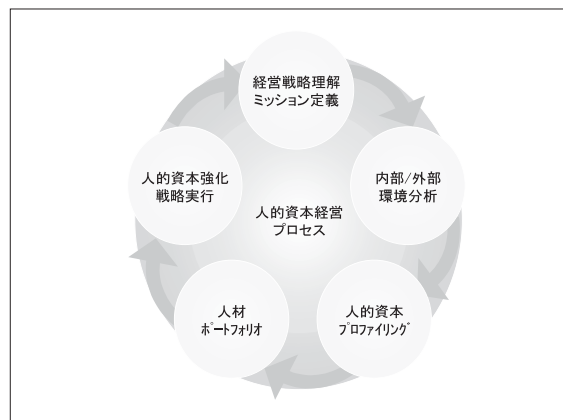 経営戦略理解
ミッション定義
内部/外部
環境分析
人的資本
ﾌﾟﾛﾌｧｲﾘﾝｸﾞ
人材
ﾎﾟｰﾄﾌｫﾘｵ
人的資本強化
戦略実行
人的資本経営
プロセス